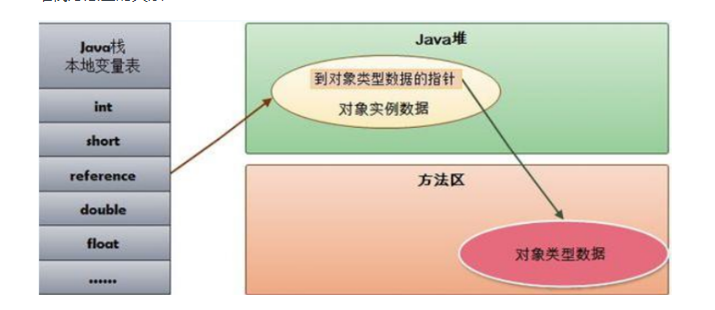 Java栈
本地变量表
int
short
reference
double
float
......
Java堆
到对象类型数据的指针
对象实例数据
方法区
对象类型数据